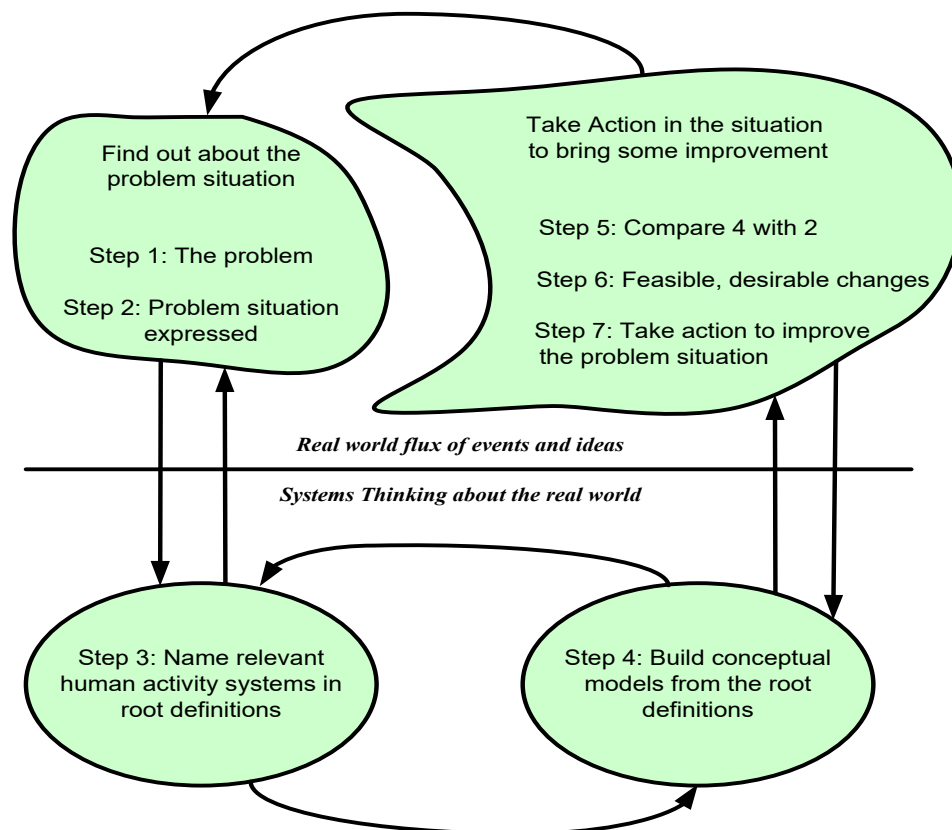 Find out about the
problem situation
Step 1: The problem
Step 2: Problem situation
expressed
Take Action in the situation
to bring some improvement
Step 5: Compare 4 with 2
Step 6: Feasible, desirable changes
Step 7: Take action to improve
the problem situation
Real world flux of events and ideas
Systems Thinking about the real world
Step 3: Name relevant
human activity systems in
root definitions
Step 4: Build conceptual
models from the root
definitions